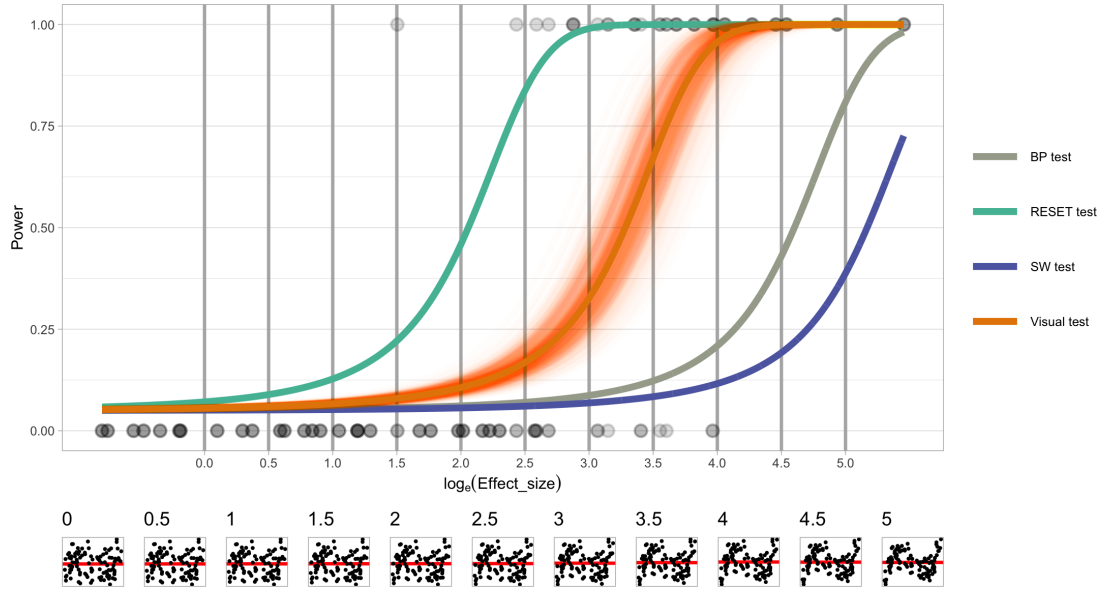 1.00
0.75
0.50
0.25
0.00
Power
0.0 0.5 1.0 1.5 2.0 2.5 3.0 3.5 4.0 4.5 5.0
logₑ(Effect_size)
BP test
RESET test
SW test
Visual test
0 0.5 1 1.5 2 2.5 3 3.5 4 4.5 5